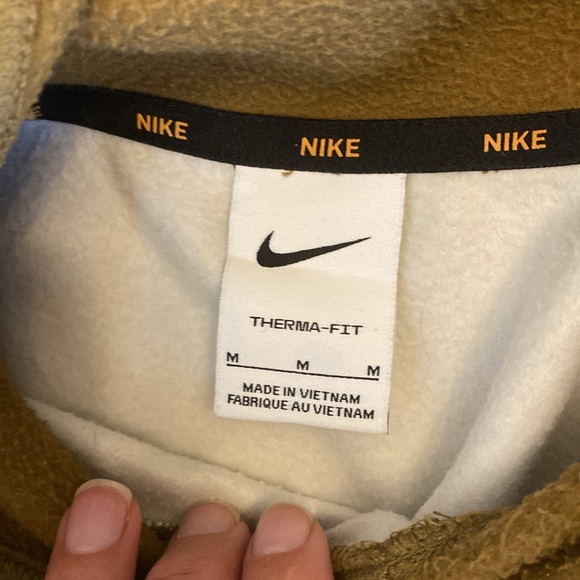 NIKE NIKE NIKE
THERMA-FIT
M M M
MADE IN VIETNAM
FABRIQUE AU VIETNAM